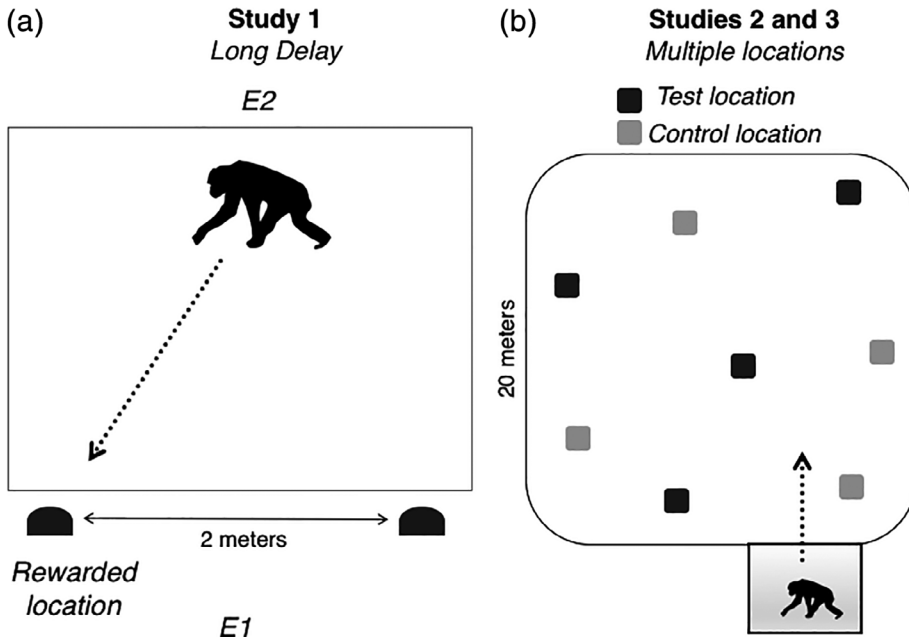 (a)
Study 1
Long Delay
E2
2 meters
Rewarded
location
E1
(b)
Studies 2 and 3
Multiple locations
Test location
Control location
20 meters